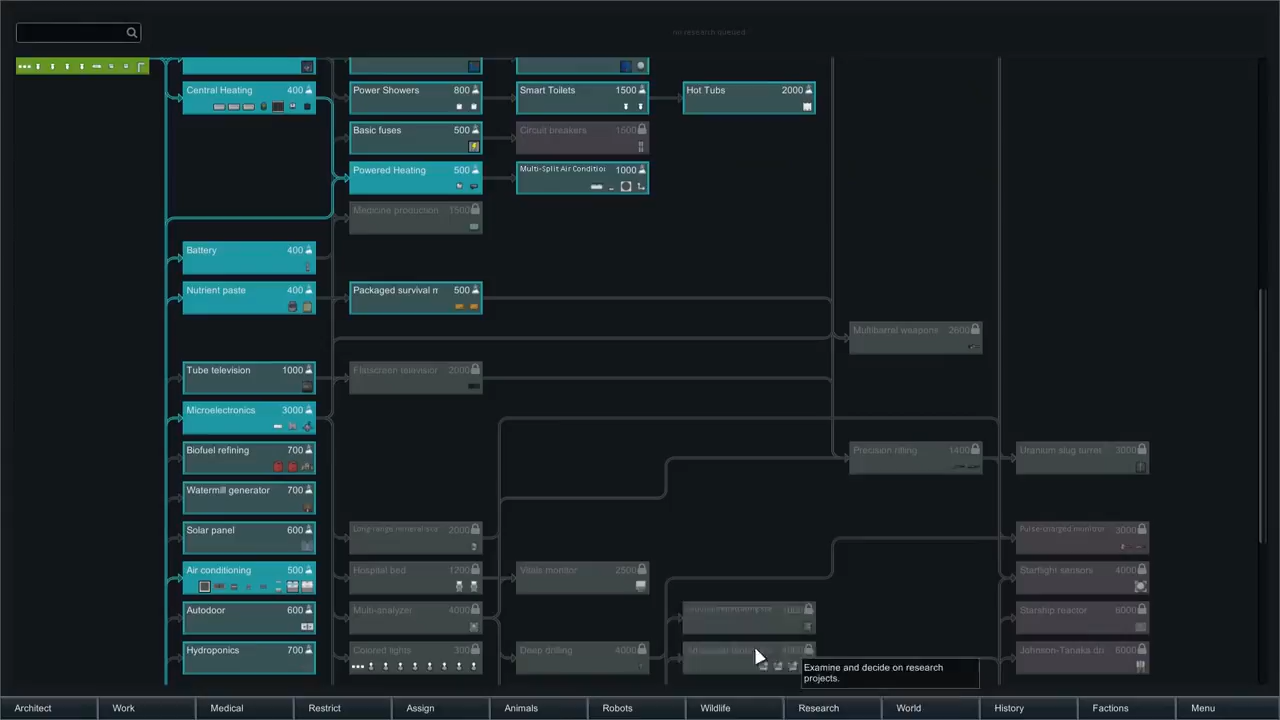 no research queued
Central Heating 400
Power Showers 800
Smart Toilets 1500
Hot Tubs 2000
Basic fuses 500
Circuit breakers 1600
Powered Heating 500
Multi-Split Air Conditioi 1000
Medicine production 1500
Battery 400
Nutrient paste 400
Packaged survival m 500
Multibarrel weapons 2600
Tube television 1000
Flatscreen televisior 2000
Microelectronics 3000
Biofuel refining 700
Precision rifling 1400
Uranium slug turret 3000
Watermill generator 700
Solar panel 600
Long-range mineral scar 2000
Pulse-charged munition 3000
Air conditioning 500
Hospital bed 1200
Vitals monitor 2500
Starflight sensors 4000
Autodoor 600
Multi-analyzer 4000
Starship reactor 6000
Hydroponics 700
Colored lights 300
Deep drilling 4000
Johnson-Tanaka dri 6000
Examine and decide on research
projects.
Architect Work Medical Restrict Assign Animals Robots Wildlife Research World History Factions Menu